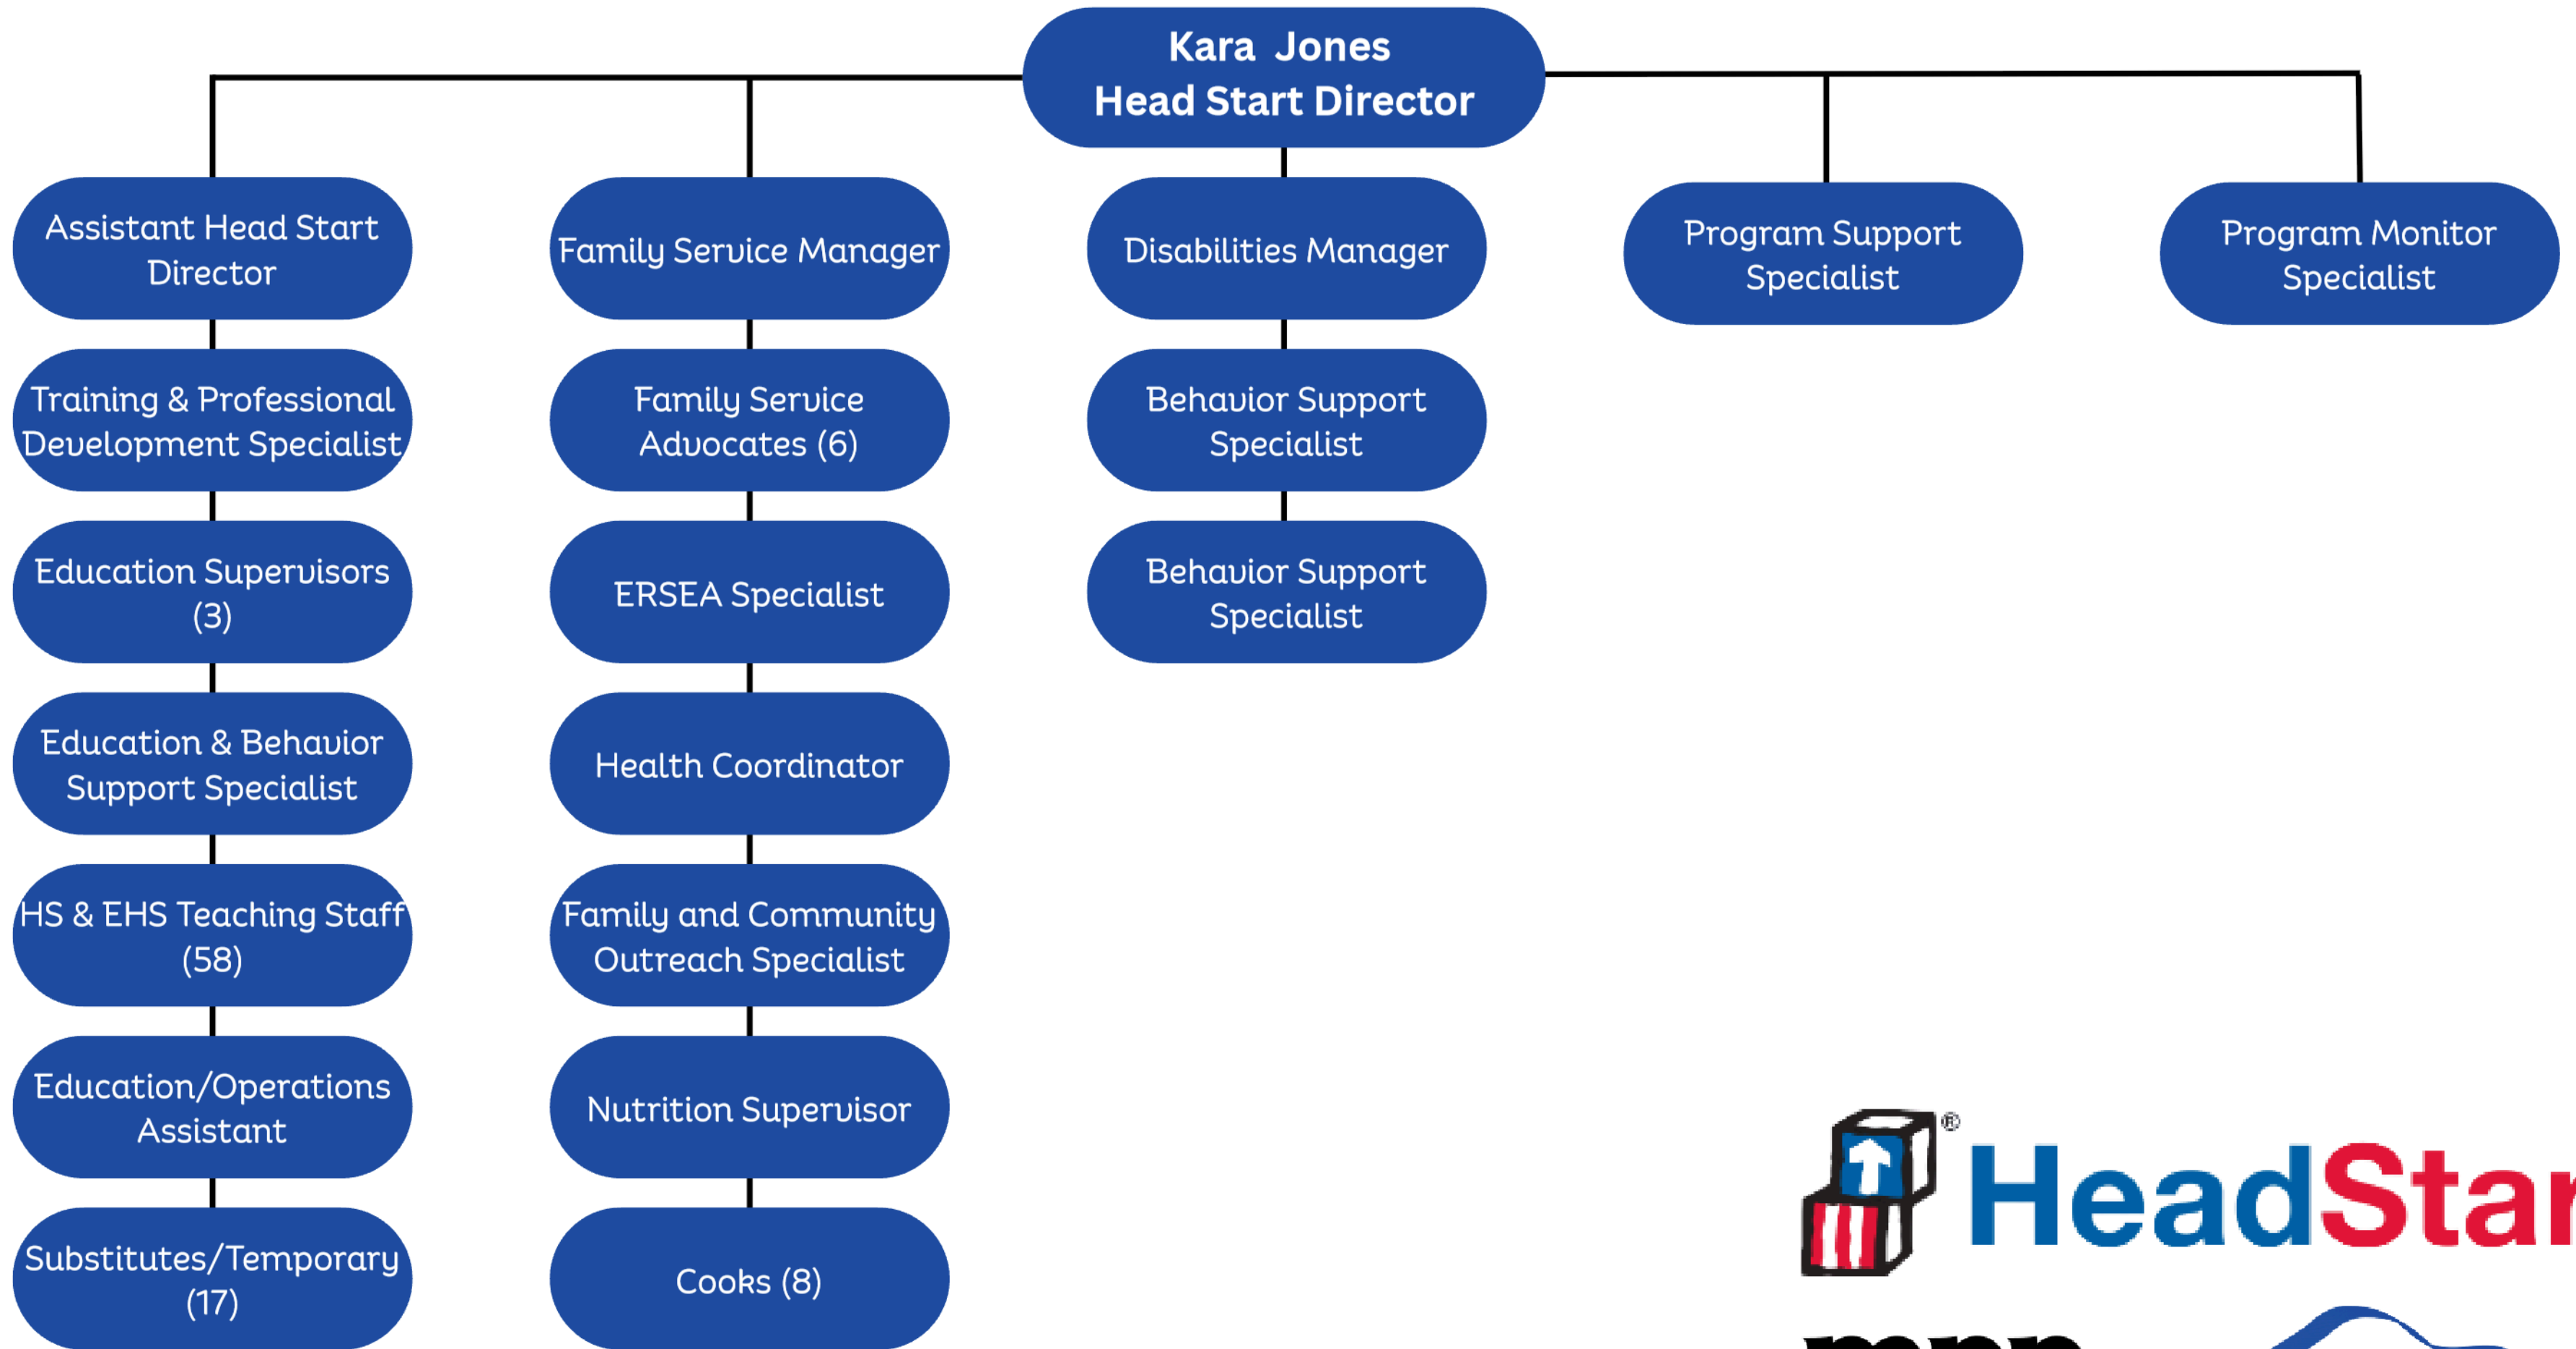 Kara Jones
Head Start Director
Assistant Head Start
Director
Training & Professional
Development Specialist
Education Supervisors
(3)
Education & Behavior
Support Specialist
HS & EHS Teaching Staff
(58)
Education/Operations
Assistant
Substitutes/Temporary
(17)
Family Service Manager
Family Service
Advocates (6)
ERSEA Specialist
Health Coordinator
Family and Community
Outreach Specialist
Nutrition Supervisor
Cooks (8)
Disabilities Manager
Behavior Support
Specialist
Behavior Support
Specialist
Program Support
Specialist
Program Monitor
Specialist
® HeadStar